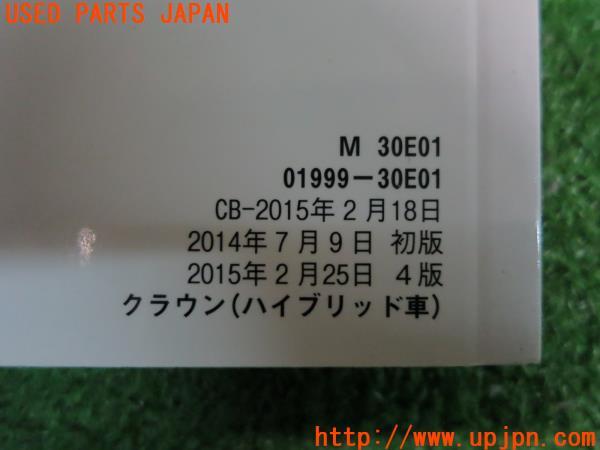 USED PARTS JAPAN
M 30E01
01999-30E01
CB-2015年2月18日
2014年7月9日 初版
2015年2月25日 4版
クラウン(ハイブリッド車)
http://www.upjpn.com/